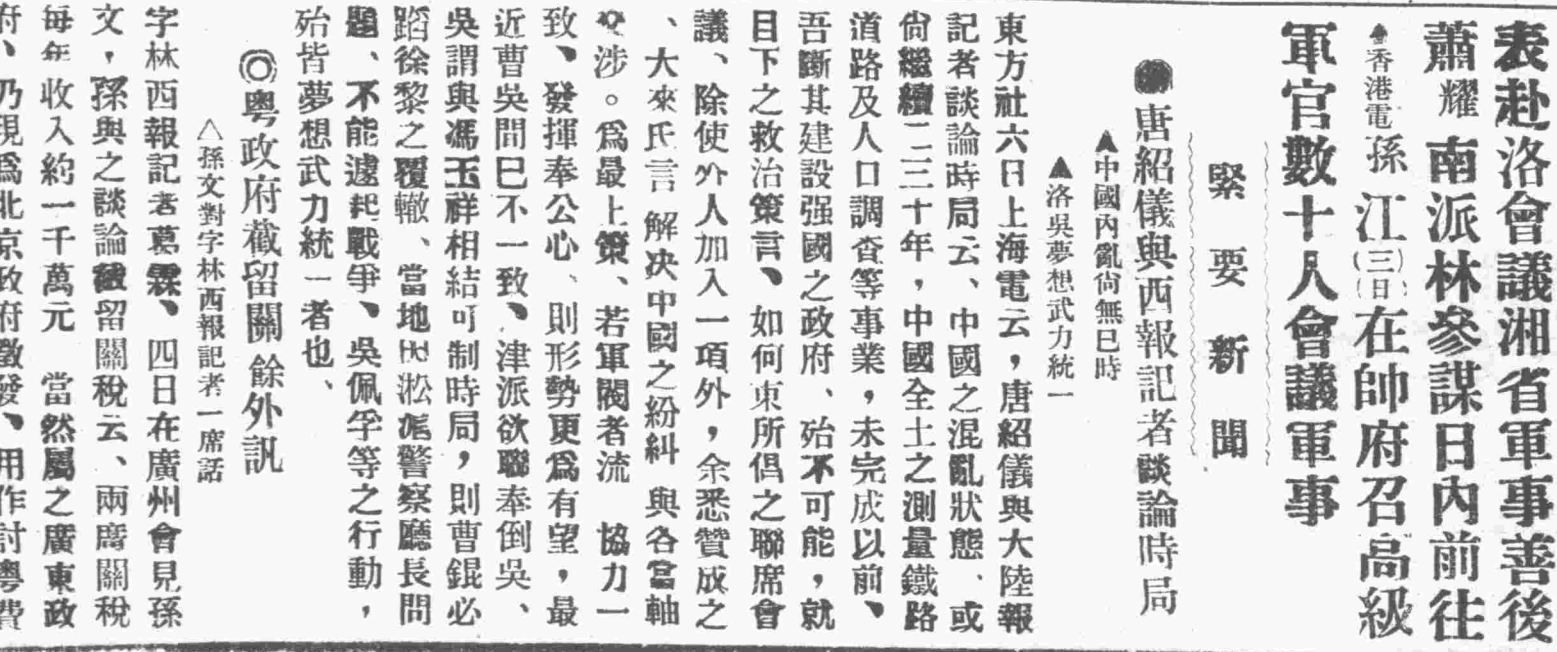 表赴洛會議湘省軍事善後
蕭耀南派林參謀日內前往
▲香港電孫江(三日)在帥府召高級
軍官數十人會議軍事
緊要新聞
●唐紹儀與西報記者談論時局
▲中國內亂尙無已時
▲洛吳夢想武力統一
東方社六日上海電云，唐紹儀與大陸報
記者談論時局云、中國之混亂狀態、或
尙繼續二三十年，中國全土之測量鐵路
道路及人口調查等事業，未完成以前、
吾斷其建設强國之政府、殆不可能，就
目下之救治策言、如何東所倡之聯席會
議、除使外人加入一項外，余悉贊成之
、大來氏言 解决中國之紛糾 與各當軸
交涉。爲最上策、若軍閥者流 協力一
致、發揮奉公心、則形勢更爲有望，最
近曹吳間已不一致、津派欲聯奉倒吳、
吳謂與馮玉祥相結可制時局，則曹錕必
蹈徐黎之覆轍、當地因淞滬警察廳長問
題、不能遽起戰爭、吳佩孚等之行動，
殆皆夢想武力統一者也、
◎粵政府截留關餘外訊
△孫文對字林西報記者一席話
字林西報記者葛霖、四日在廣州會見孫
文，孫與之談論截留關稅云、兩廣關稅
每年收入約一千萬元 當然屬之廣東政
府、乃現爲北京政府徵發、用作討粵費